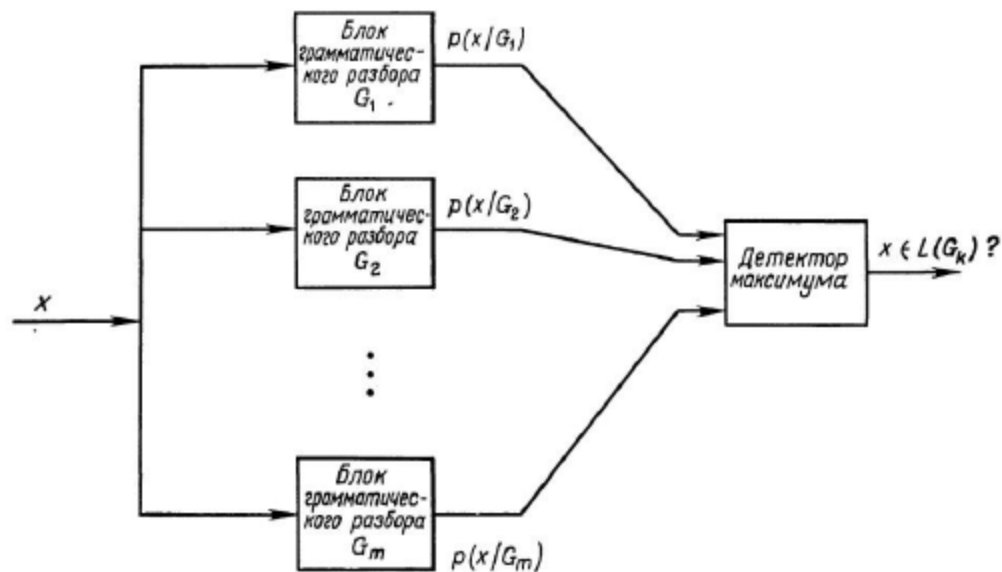 Блок
грамматичес-
кого разбора
G₁
p(x/G₁)
Блок
грамматичес-
кого разбора
G₂
p(x/G₂)
Детектор
максимума
x ∈ L(Gₖ) ?
x
Блок
грамматичес-
кого разбора
Gₘ
p(x/Gₘ)